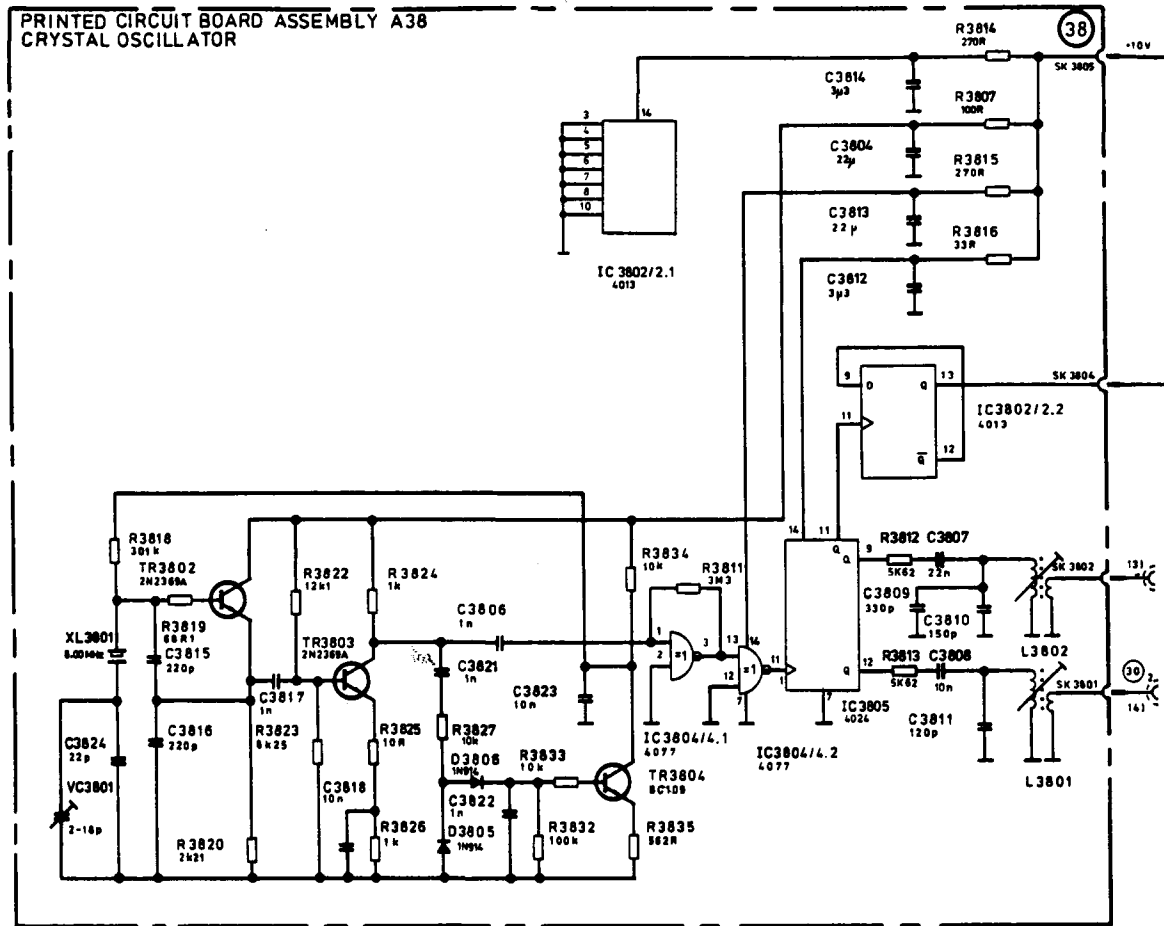 PRINTED CIRCUIT BOARD ASSEMBLY A38
CRYSTAL OSCILLATOR
38
R3814
270R
-10V
SK 3805
C3814
3µ3
R3807
100R
14
3
4
5
6
7
8
10
C3804
22µ
R3815
270R
C3813
22µ
R3816
33R
IC 3802/2.1
4013
C3812
3µ3
9
D
Q
13
SK 3804
11
IC3802/2.2
4013
Q
12
14
11
R3818
301k
TR3802
2N2369A
R3822
12k1
R3824
1k
R3834
10k
R3811
3M3
Q
Q
9
R3812
5K62
C3807
22n
SK 3802
(3)
C3809
330p
C3810
150p
L3802
R3819
68R1
C3806
1n
XL3801
C3815
220p
TR3803
2N2369A
1
2
3
=1
13
14
12
=1
11
1
7
Q
12
R3813
5K62
C3808
10n
SK 3801
30
(4)
C3821
1n
C3817
1n
C3823
10n
7
IC3805
4024
C3811
120p
L3801
C3816
220p
R3823
8k25
R3825
10R
R3827
10k
IC3804/4.1
4077
IC3804/4.2
4077
C3824
22p
C3818
10n
D3806
1N914
R3833
10k
TR3804
BC109
VC3801
2-18p
C3822
1n
R3826
1k
D3805
1N914
R3832
100k
R3835
562R
R3820
2k21